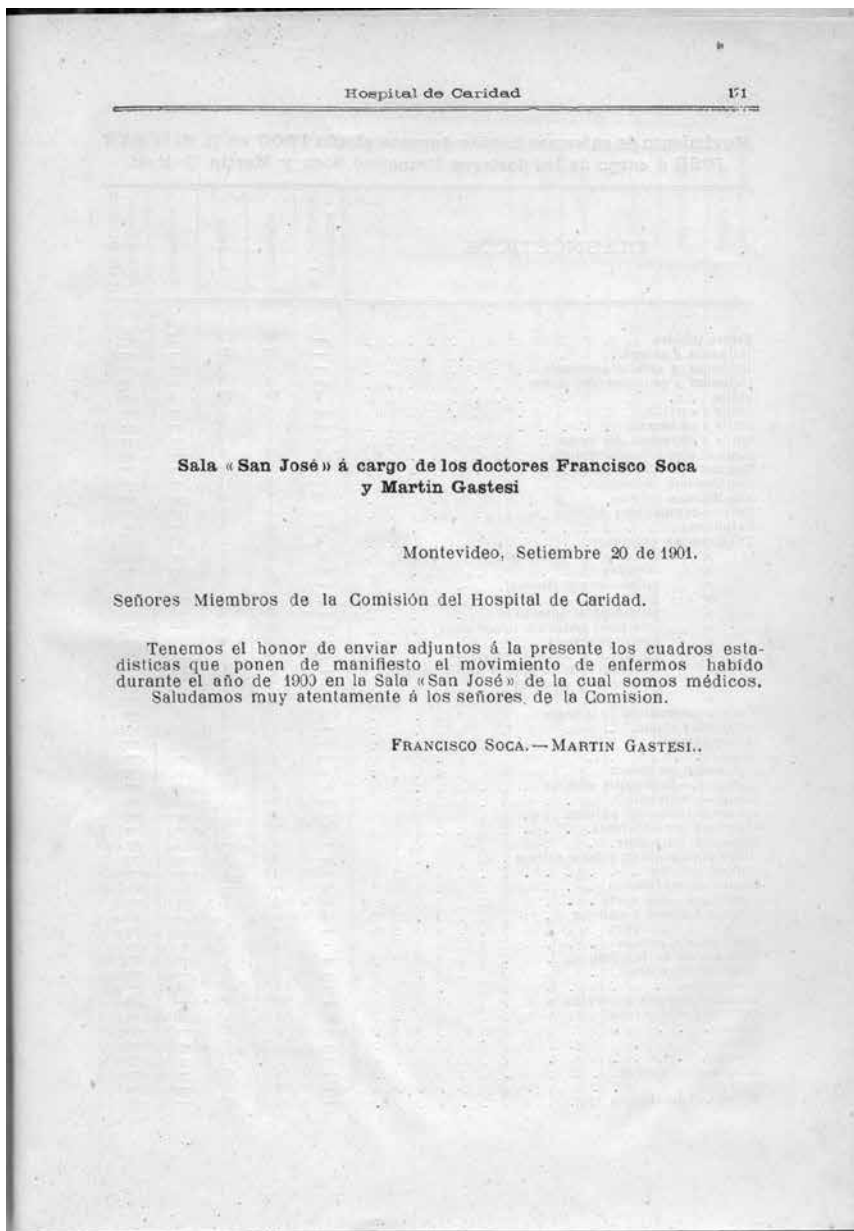 Hospital de Caridad 171
Sala « San José » á cargo de los doctores Francisco Soca
y Martin Gastesi
Montevideo, Setiembre 20 de 1901.
Señores Miembros de la Comisión del Hospital de Caridad.
Tenemos el honor de enviar adjuntos á la presente los cuadros esta-
disticas que ponen de manifiesto el movimiento de enfermos habido
durante el año de 1900 en la Sala «San José» de la cual somos médicos.
Saludamos muy atentamente á los señores de la Comision.
FRANCISCO SOCA.—MARTIN GASTESI..